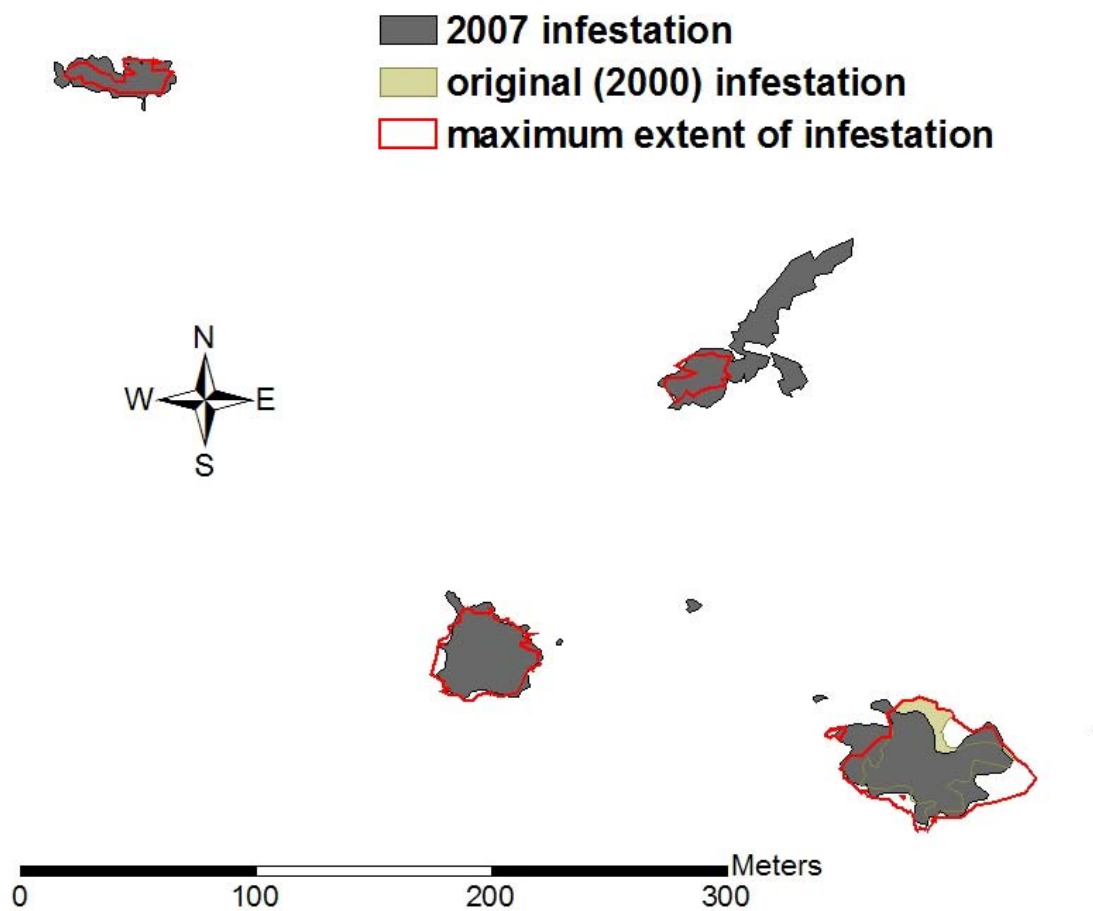 2007 infestation
original (2000) infestation
maximum extent of infestation
N
W E
S
Meters
0 100 200 300